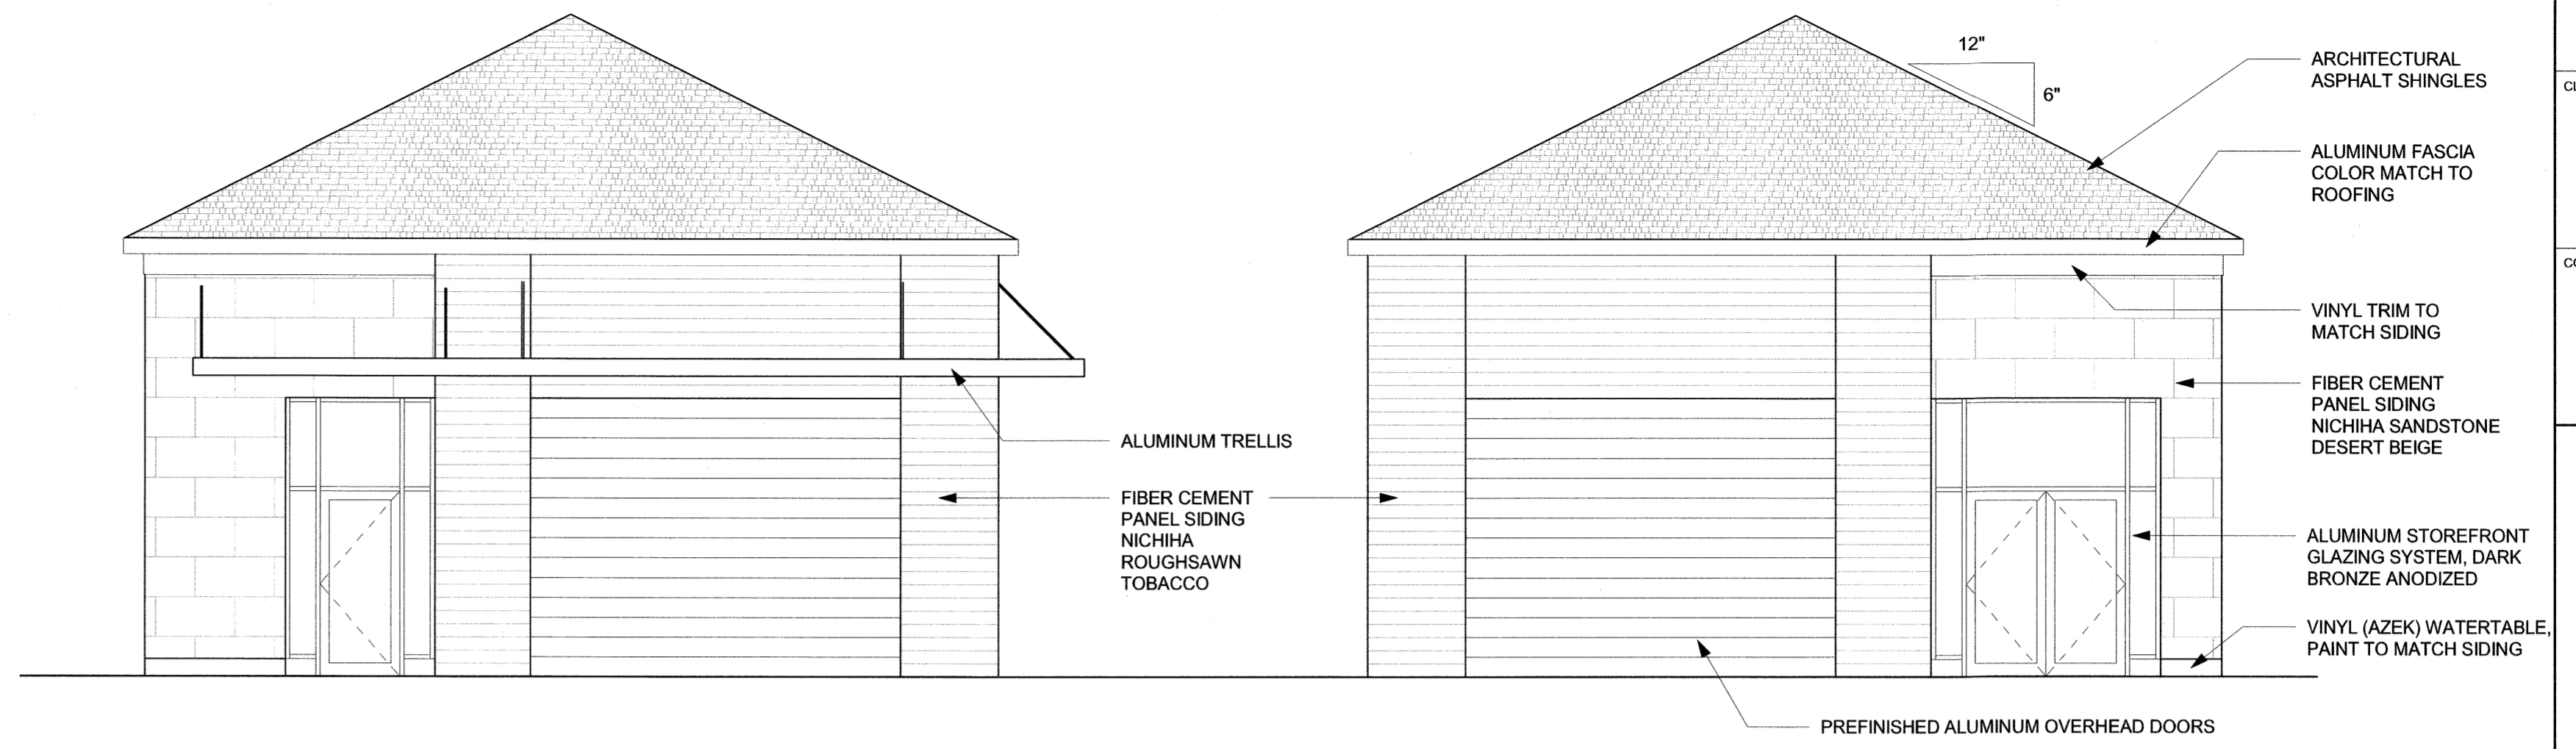 12"
6"
ARCHITECTURAL
ASPHALT SHINGLES
CL
ALUMINUM FASCIA
COLOR MATCH TO
ROOFING
CO
VINYL TRIM TO
MATCH SIDING
FIBER CEMENT
PANEL SIDING
NICHIHA SANDSTONE
DESERT BEIGE
ALUMINUM TRELLIS
FIBER CEMENT
PANEL SIDING
NICHIHA
ROUGHSAWN
TOBACCO
ALUMINUM STOREFRONT
GLAZING SYSTEM, DARK
BRONZE ANODIZED
VINYL (AZEK) WATERTABLE,
PAINT TO MATCH SIDING
PREFINISHED ALUMINUM OVERHEAD DOORS